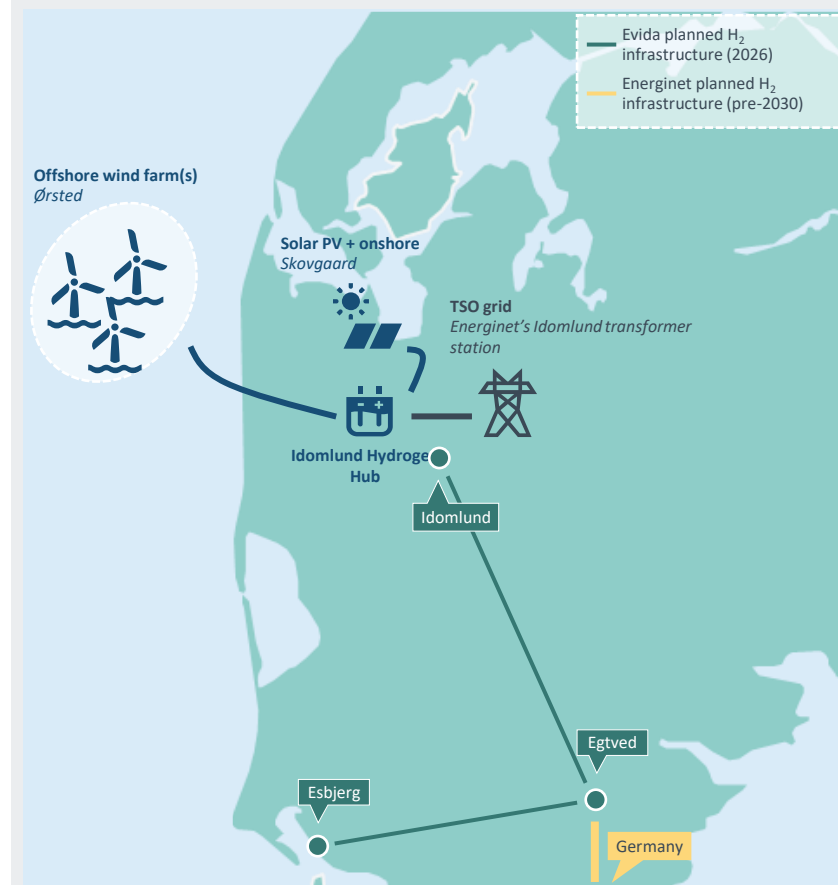 Evida planned H₂
infrastructure (2026)
Energinet planned H₂
infrastructure (pre-2030)
Offshore wind farm(s)
Ørsted
Solar PV + onshore
Skovgaard
TSO grid
Energinet's Idomlund transformer
station
Idomlund Hydroge
Hub
Idomlund
Egtved
Esbjerg
Germany